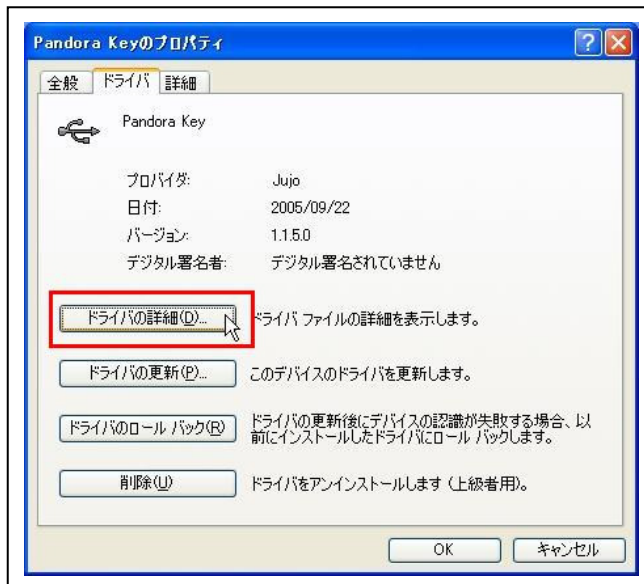 Pandora Keyのプロパティ
全般 ドライバ 詳細
Pandora Key
プロバイダ: Jujo
日付: 2005/09/22
バージョン: 1.1.5.0
デジタル署名者: デジタル署名されていません
ドライバの詳細(D)... ドライバ ファイルの詳細を表示します。
ドライバの更新(P)... このデバイスのドライバを更新します。
ドライバのロール バック(R) ドライバの更新後にデバイスの認識が失敗する場合、以
前にインストールしたドライバにロール バックします。
削除(U) ドライバをアンインストールします (上級者用)。
OK キャンセル